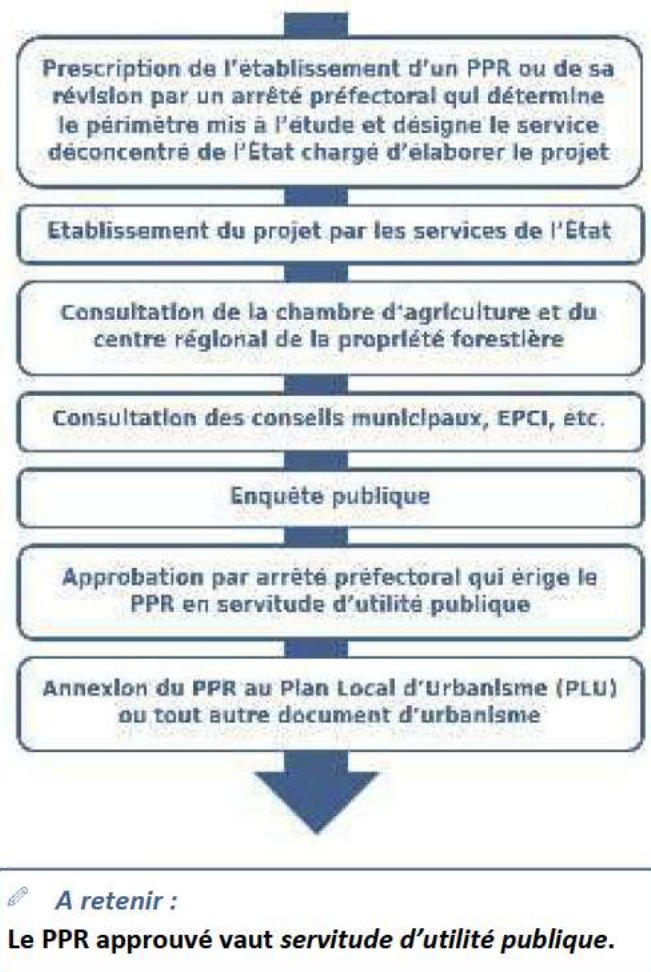 Prescription de l'établissement d'un PPR ou de sa
révision par un arrêté préfectoral qui détermine
le périmètre mis à l'étude et désigne le service
déconcentré de l'État chargé d'élaborer le projet
Etablissement du projet par les services de l'État
Consultation de la chambre d'agriculture et du
centre régional de la propriété forestière
Consultation des conseils municipaux, EPCI, etc.
Enquête publique
Approbation par arrêté préfectoral qui érige le
PPR en servitude d'utilité publique
Annexion du PPR au Plan Local d'Urbanisme (PLU)
ou tout autre document d'urbanisme
A retenir :
Le PPR approuvé vaut servitude d'utilité publique.